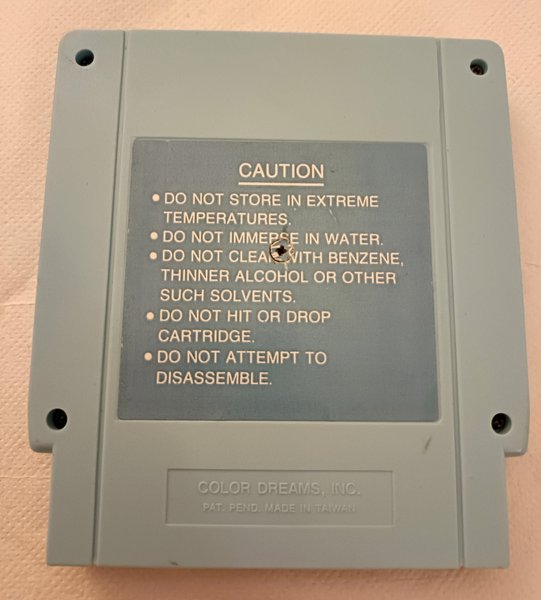 CAUTION
• DO NOT STORE IN EXTREME
TEMPERATURES.
• DO NOT IMMERSE IN WATER.
• DO NOT CLEAN WITH BENZENE,
THINNER ALCOHOL OR OTHER
SUCH SOLVENTS.
• DO NOT HIT OR DROP
CARTRIDGE.
• DO NOT ATTEMPT TO
DISASSEMBLE.
COLOR DREAMS, INC.
PAT. PEND. MADE IN TAIWAN